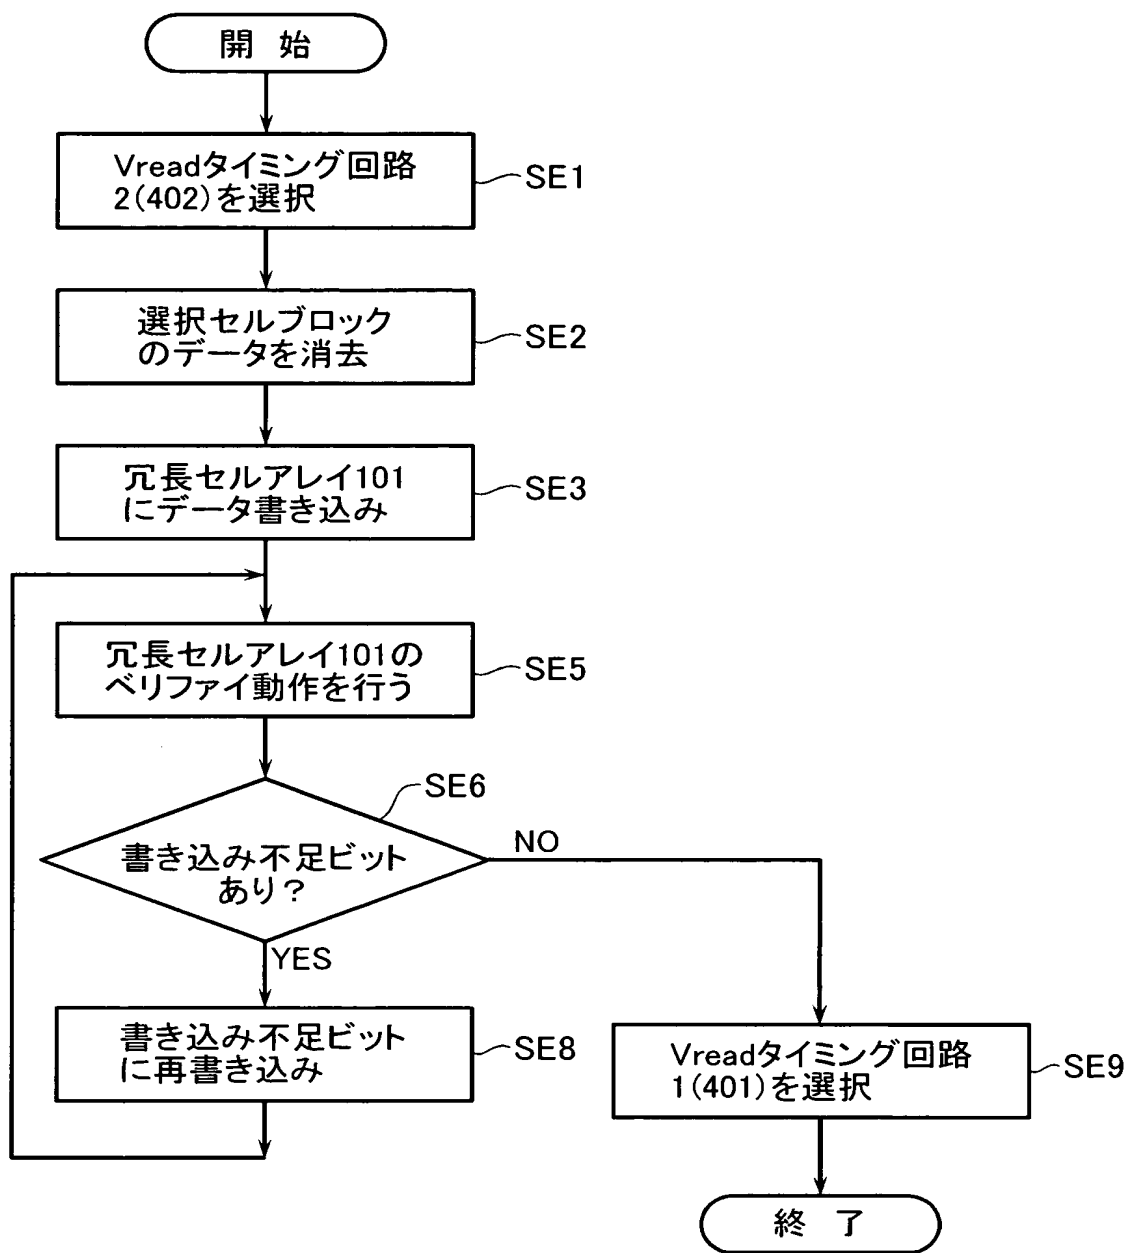 開 始
Vreadタイミング回路
2(402)を選択
SE1
選択セルブロック
のデータを消去
SE2
冗長セルアレイ101
にデータ書き込み
SE3
冗長セルアレイ101の
ベリファイ動作を行う
SE5
SE6
書き込み不足ビット
あり?
NO
YES
書き込み不足ビット
に再書き込み
SE8
Vreadタイミング回路
1(401)を選択
SE9
終 了